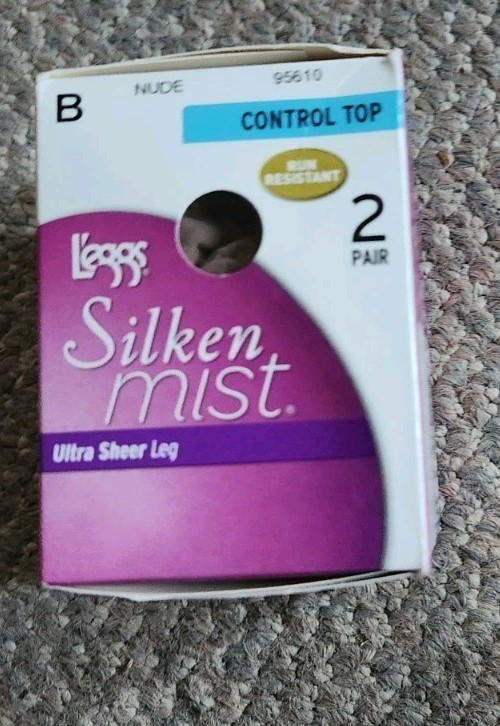 B
NUDE 95610
CONTROL TOP
RUN
RESISTANT
2
PAIR
L'eggs®
Silken
mist®
Ultra Sheer Leg